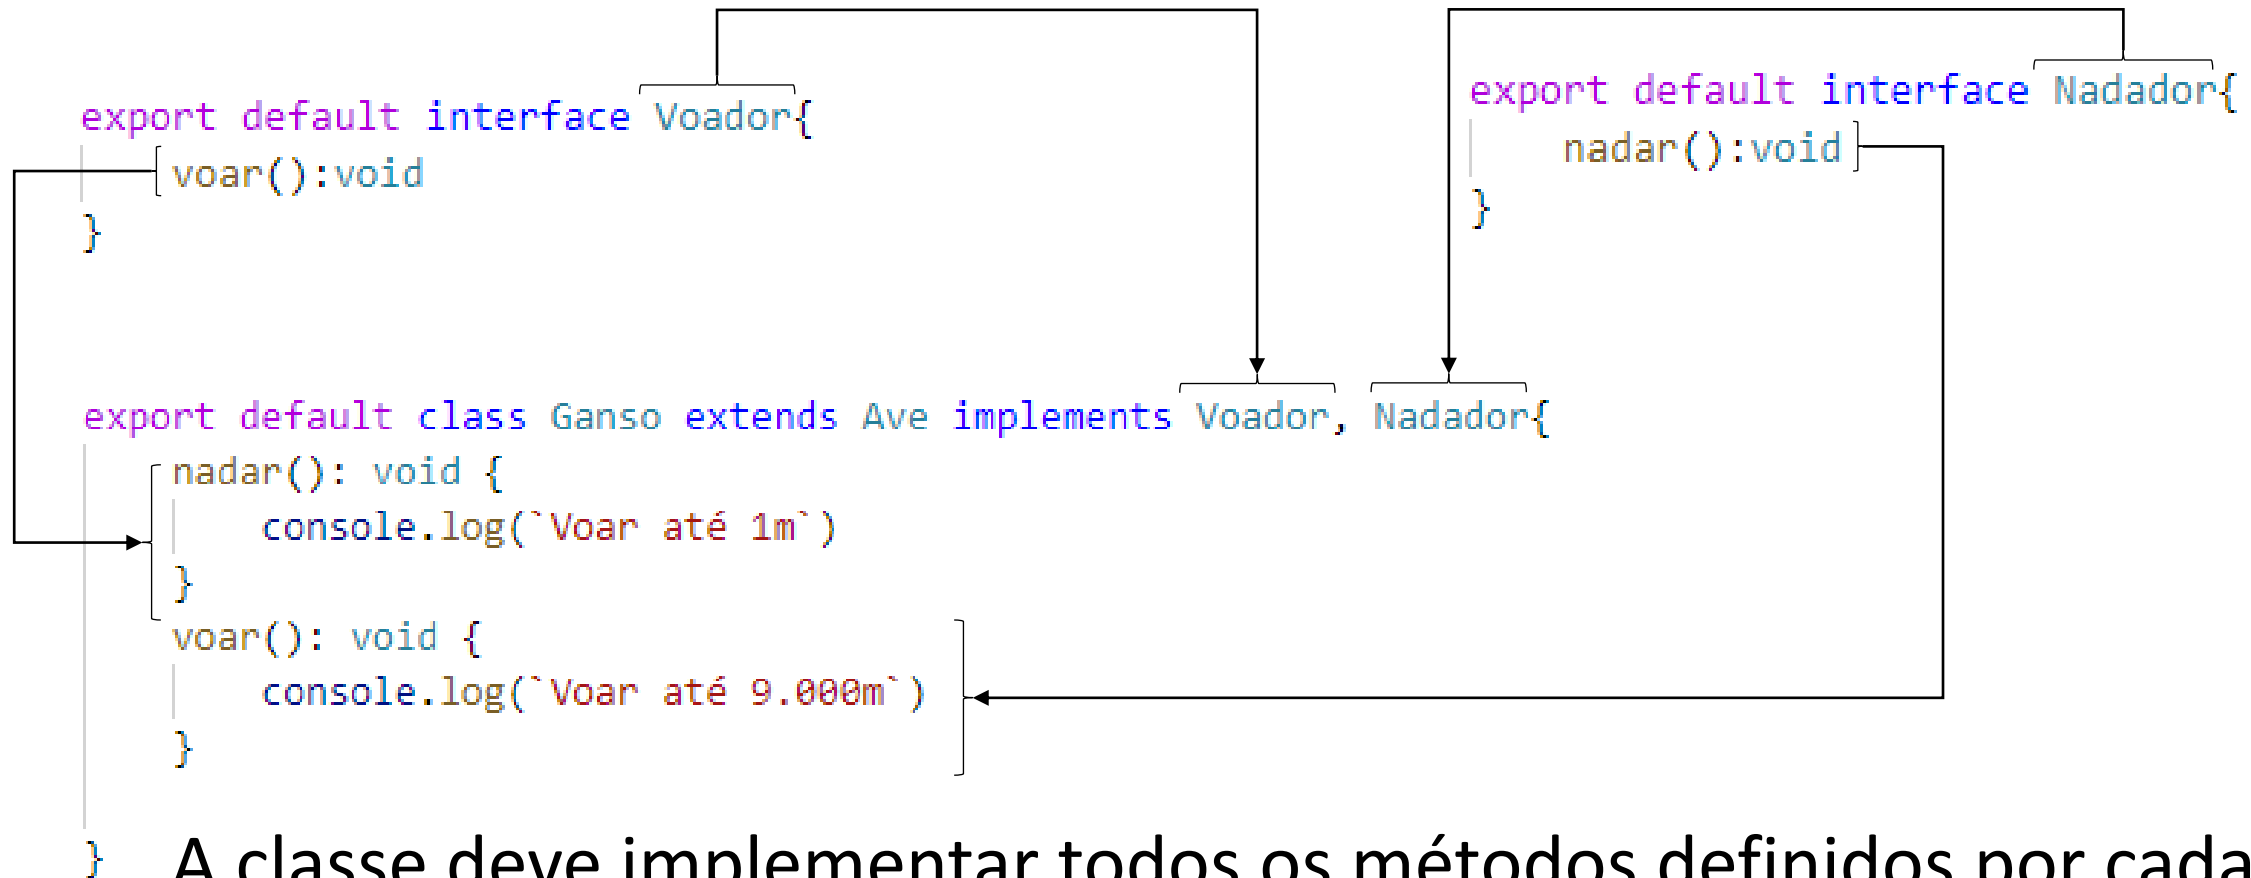 export default interface Voador{
voar():void
}
export default interface Nadador{
nadar():void
}
export default class Ganso extends Ave implements Voador, Nadador{
nadar(): void {
console.log(`Voar até 1m`)
}
voar(): void {
console.log(`Voar até 9.000m`)
}
}
A classe deve implementar todos os métodos definidos por cada